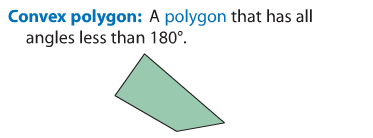 Convex polygon: A polygon that has all
angles less than 180°.